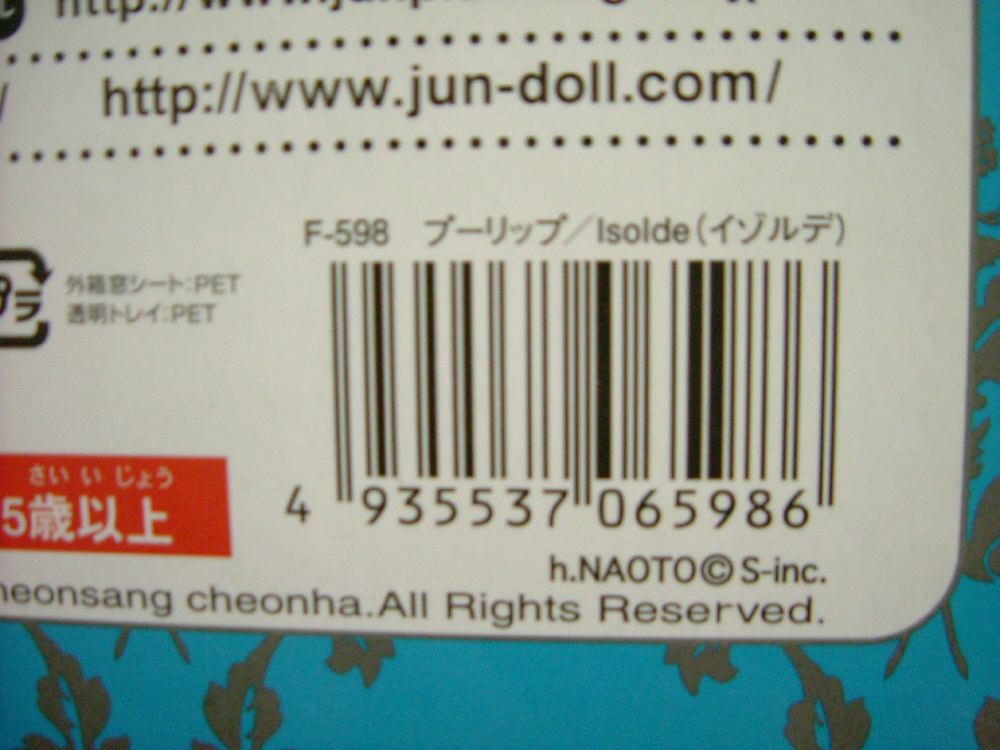 http://www.jun-doll.com/
F-598 プーリップ/Isolde(イゾルデ)
プラ
外箱窓シート:PET
透明トレイ:PET
4 935537 065986
さい い じょう
5歳以上
h.NAOTO© S-inc.
heonsang cheonha.All Rights Reserved.